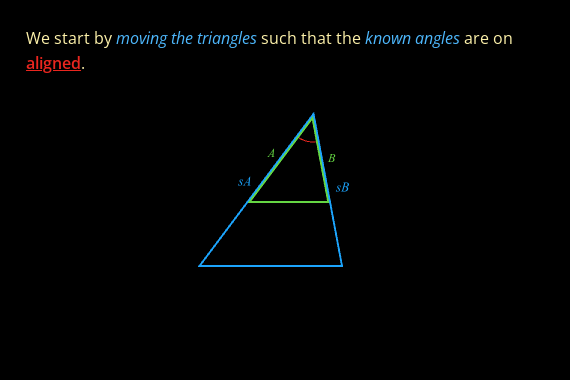 We start by moving the triangles such that the known angles are on
aligned.
A
B
sA
sB